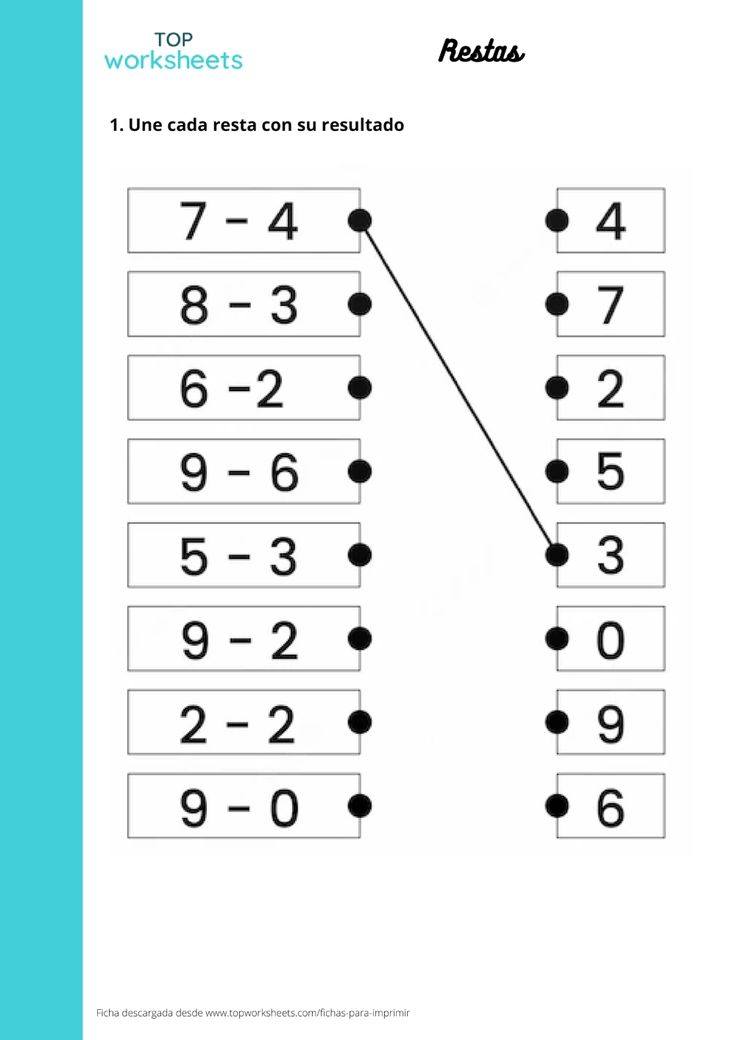 TOP
worksheets
Restas
1. Une cada resta con su resultado
7 - 4 4
8 - 3 7
6 -2 2
9 - 6 5
5 - 3 3
9 - 2 0
2 - 2 9
9 - 0 6
Ficha descargada desde www.topworksheets.com/fichas-para-imprimir